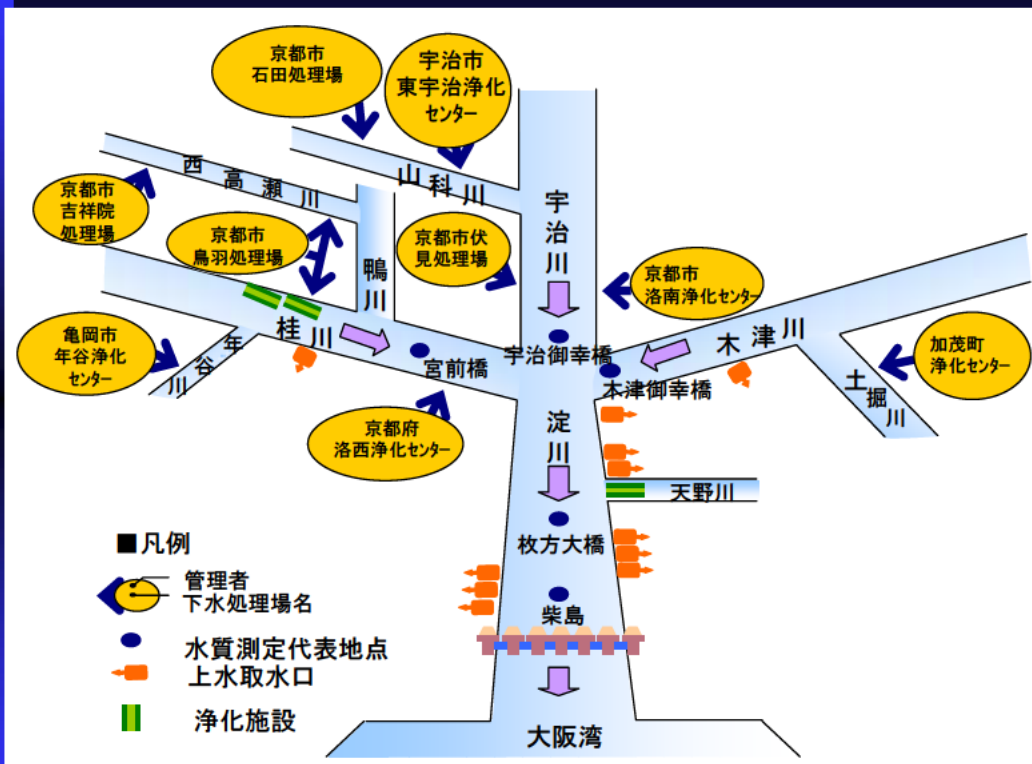 京都市
石田処理場
宇治市
東宇治浄化
センター
西高瀬川
山科川
京都市
吉祥院
処理場
京都市
鳥羽処理場
鴨川
京都市伏
見処理場
宇治川
京都市
洛南浄化センター
亀岡市
年谷浄化
センター
年谷川
桂川
宮前橋
宇治御幸橋
木津川
木津御幸橋
加茂町
浄化センター
土堀川
京都府
洛西浄化センター
淀川
天野川
枚方大橋
柴島
大阪湾
■凡例
管理者
下水処理場名
水質測定代表地点
上水取水口
浄化施設